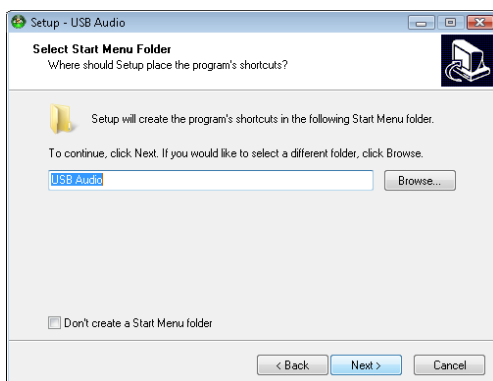 Setup - USB Audio
Select Start Menu Folder
Where should Setup place the program's shortcuts?
Setup will create the program's shortcuts in the following Start Menu folder.
To continue, click Next. If you would like to select a different folder, click Browse.
USB Audio
Browse...
Don't create a Start Menu folder
< Back
Next >
Cancel